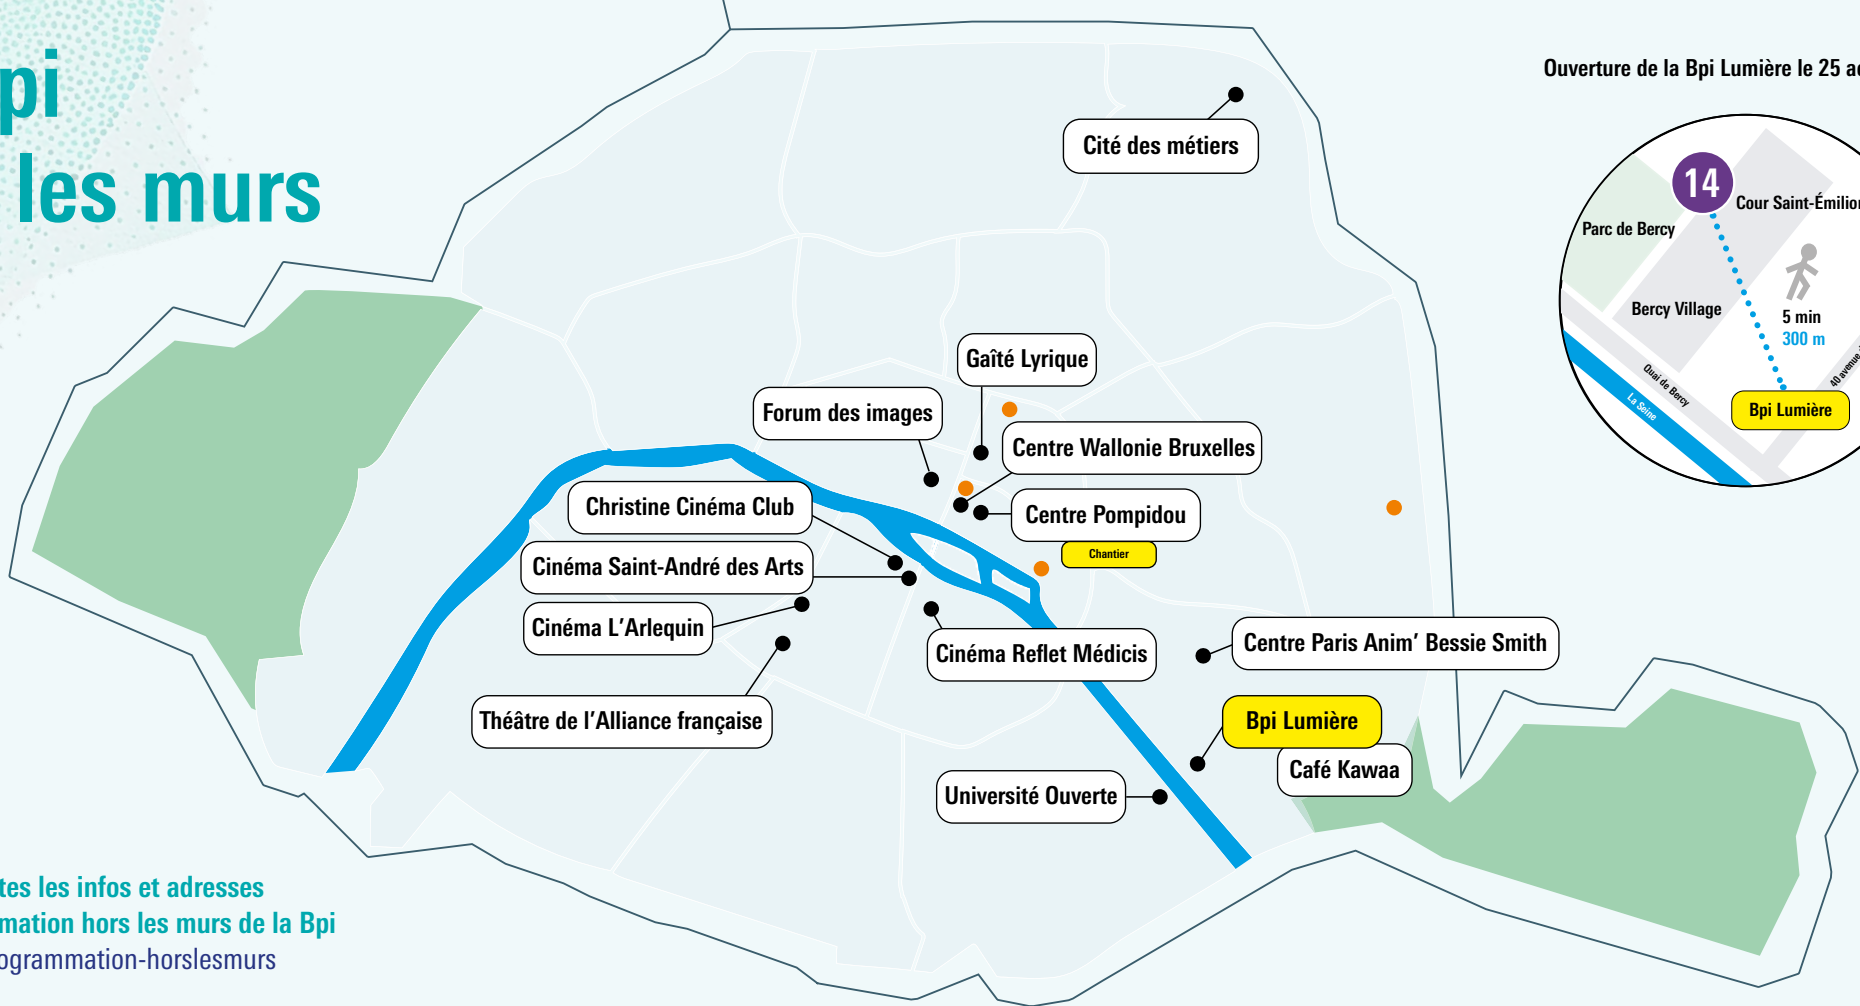 pi
les murs
Ouverture de la Bpi Lumière le 25
14
Cour Saint-Émilion
Parc de Bercy
Bercy Village
5 min
300 m
Quai de Bercy
La Seine
40 avenue
Bpi Lumière
Cité des métiers
Gaîté Lyrique
Forum des images
Centre Wallonie Bruxelles
Christine Cinéma Club
Centre Pompidou
Chantier
Cinéma Saint-André des Arts
Cinéma L'Arlequin
Cinéma Reflet Médicis
Centre Paris Anim' Bessie Smith
Théâtre de l'Alliance française
Bpi Lumière
Café Kawaa
Université Ouverte
tes les infos et adresses
mation hors les murs de la Bpi
ogrammation-horslesmurs